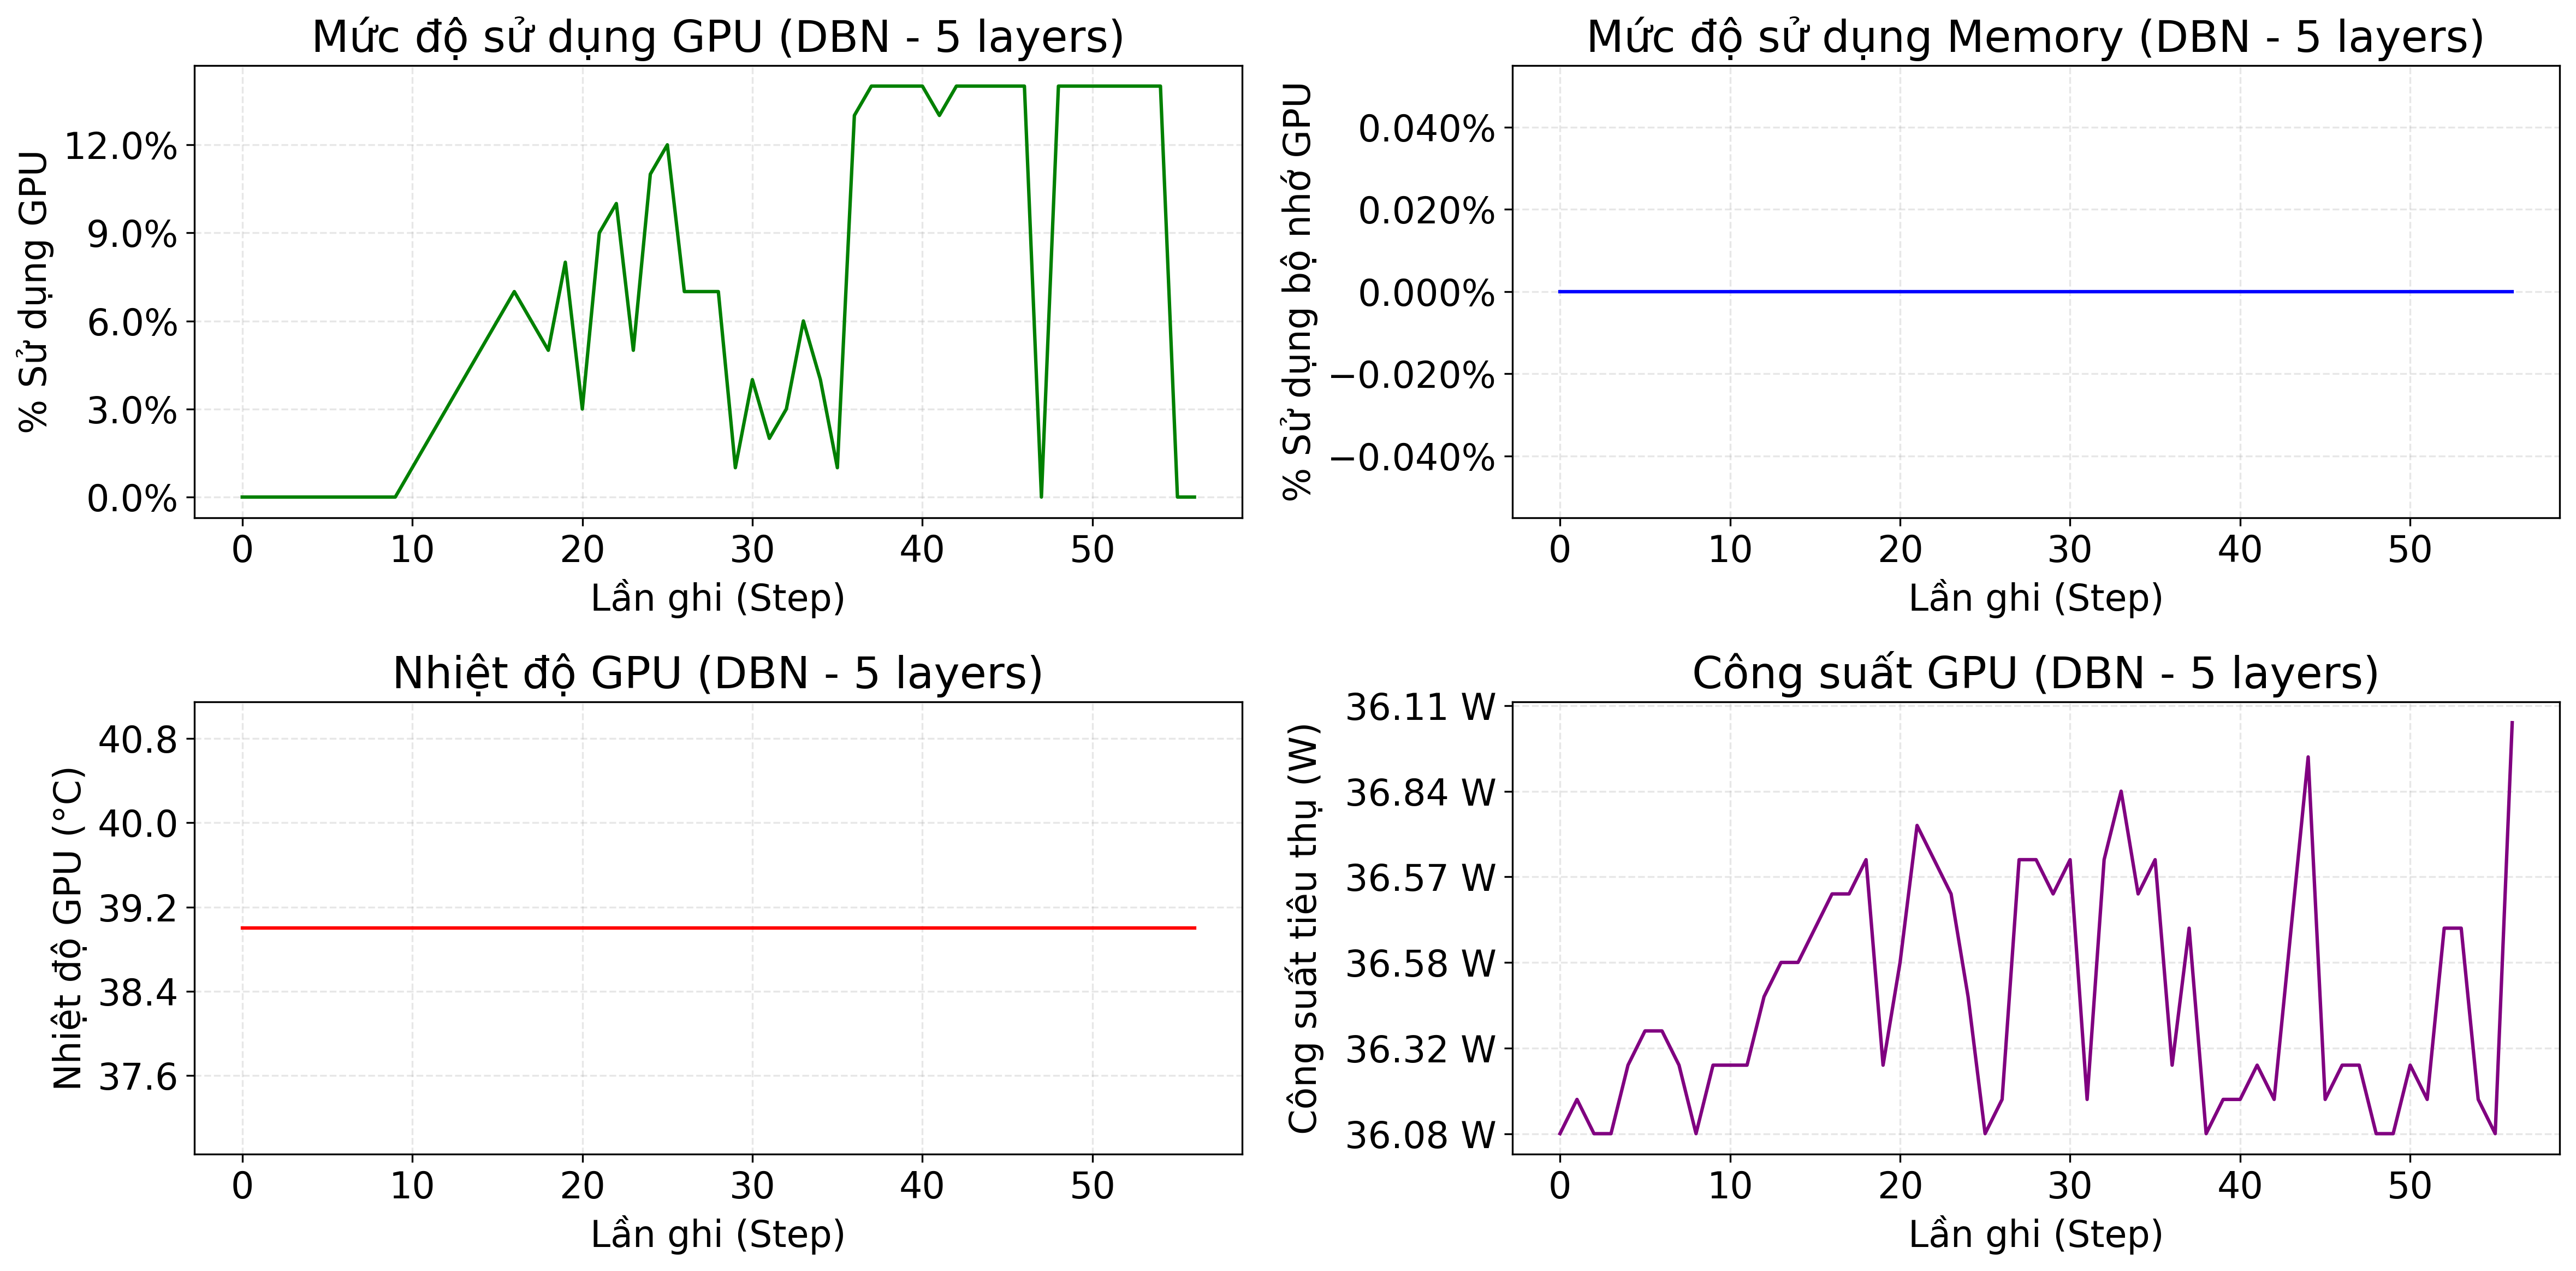 Mức độ sử dụng GPU (DBN - 5 layers)
% Sử dụng GPU
12.0%
9.0%
6.0%
3.0%
0.0%
0 10 20 30 40 50
Lần ghi (Step)
Mức độ sử dụng Memory (DBN - 5 layers)
% Sử dụng bộ nhớ GPU
0.040%
0.020%
0.000%
−0.020%
−0.040%
0 10 20 30 40 50
Lần ghi (Step)
Nhiệt độ GPU (DBN - 5 layers)
Nhiệt độ GPU (°C)
40.8
40.0
39.2
38.4
37.6
0 10 20 30 40 50
Lần ghi (Step)
Công suất GPU (DBN - 5 layers)
Công suất tiêu thụ (W)
36.11 W
36.84 W
36.57 W
36.58 W
36.32 W
36.08 W
0 10 20 30 40 50
Lần ghi (Step)